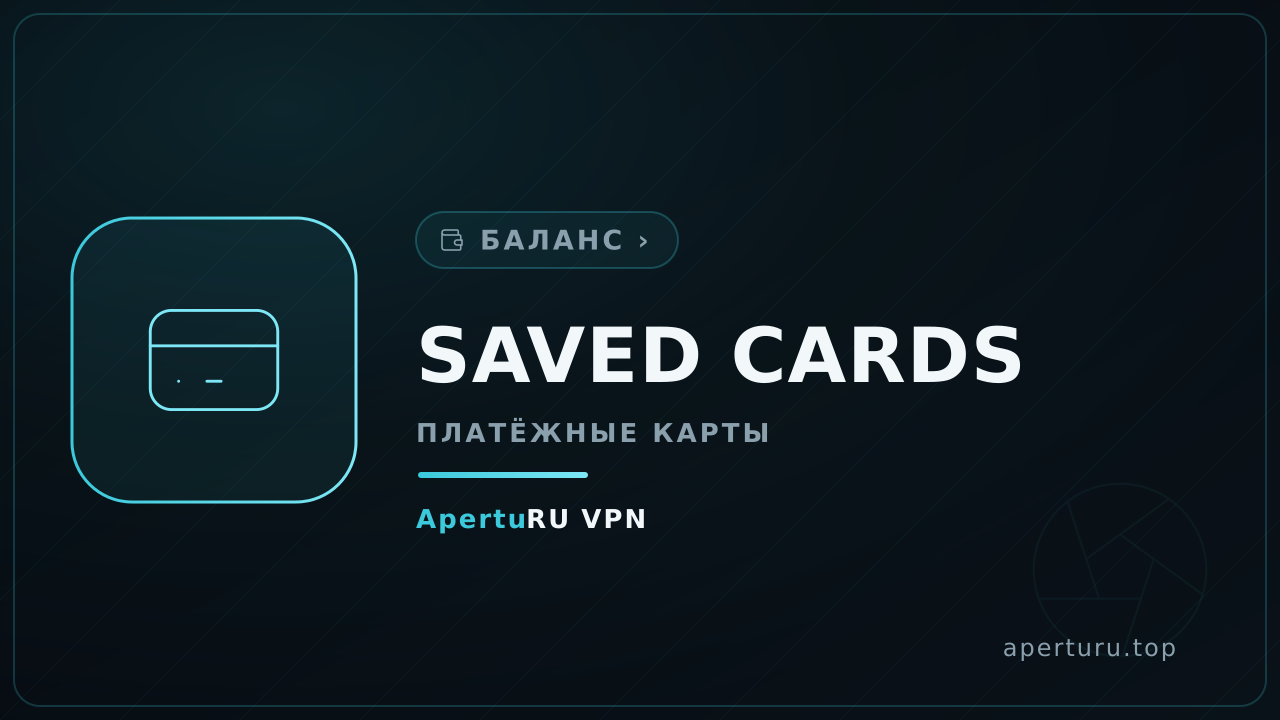 БАЛАНС ›
SAVED CARDS
ПЛАТЁЖНЫЕ КАРТЫ
ApertuRU VPN
aperturu.top